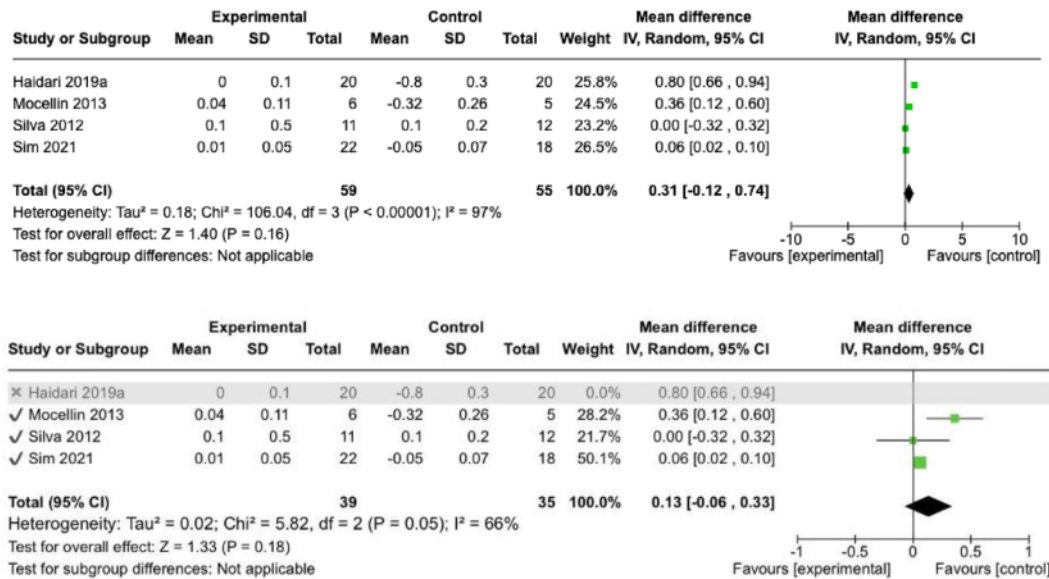 Experimental Control Mean difference Mean difference
Study or Subgroup Mean SD Total Mean SD Total Weight IV, Random, 95% CI IV, Random, 95% CI
Haidari 2019a 0 0.1 20 -0.8 0.3 20 25.8% 0.80 [0.66 , 0.94]
Mocellin 2013 0.04 0.11 6 -0.32 0.26 5 24.5% 0.36 [0.12 , 0.60]
Silva 2012 0.1 0.5 11 0.1 0.2 12 23.2% 0.00 [-0.32 , 0.32]
Sim 2021 0.01 0.05 22 -0.05 0.07 18 26.5% 0.06 [0.02 , 0.10]
Total (95% CI) 59 55 100.0% 0.31 [-0.12 , 0.74]
Heterogeneity: Tau² = 0.18; Chi² = 106.04, df = 3 (P < 0.00001); I² = 97%
Test for overall effect: Z = 1.40 (P = 0.16)
Test for subgroup differences: Not applicable
-10 -5 0 5 10
Favours [experimental] Favours [control]
Experimental Control Mean difference Mean difference
Study or Subgroup Mean SD Total Mean SD Total Weight IV, Random, 95% CI IV, Random, 95% CI
× Haidari 2019a 0 0.1 20 -0.8 0.3 20 0.0% 0.80 [0.66 , 0.94]
✓ Mocellin 2013 0.04 0.11 6 -0.32 0.26 5 28.2% 0.36 [0.12 , 0.60]
✓ Silva 2012 0.1 0.5 11 0.1 0.2 12 21.7% 0.00 [-0.32 , 0.32]
✓ Sim 2021 0.01 0.05 22 -0.05 0.07 18 50.1% 0.06 [0.02 , 0.10]
Total (95% CI) 39 35 100.0% 0.13 [-0.06 , 0.33]
Heterogeneity: Tau² = 0.02; Chi² = 5.82, df = 2 (P = 0.05); I² = 66%
Test for overall effect: Z = 1.33 (P = 0.18)
Test for subgroup differences: Not applicable
-1 -0.5 0 0.5 1
Favours [experimental] Favours [control]